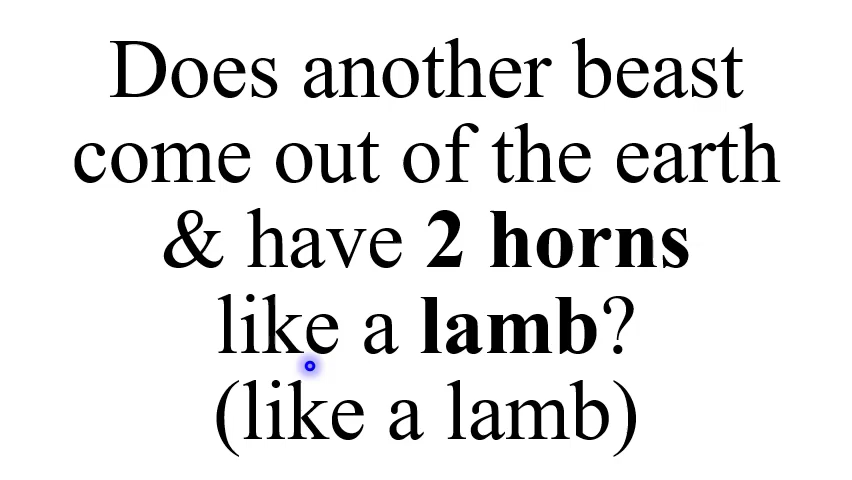 Does another beast
come out of the earth
& have 2 horns
like a lamb?
(like a lamb)